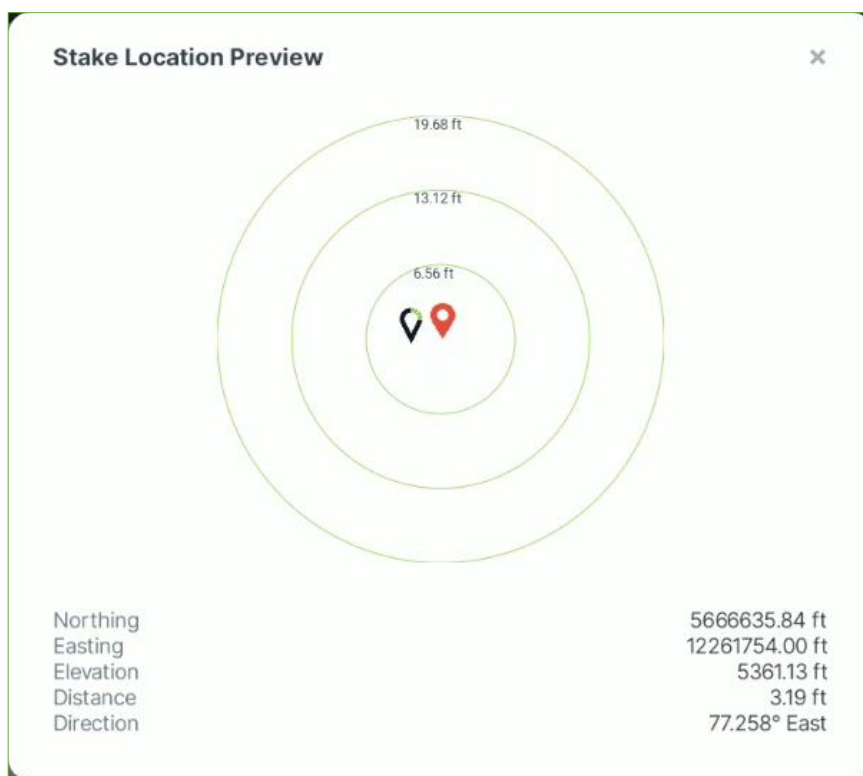 Stake Location Preview ×
19.68 ft
13.12 ft
6.56 ft
Northing 5666635.84 ft
Easting 12261754.00 ft
Elevation 5361.13 ft
Distance 3.19 ft
Direction 77.258° East